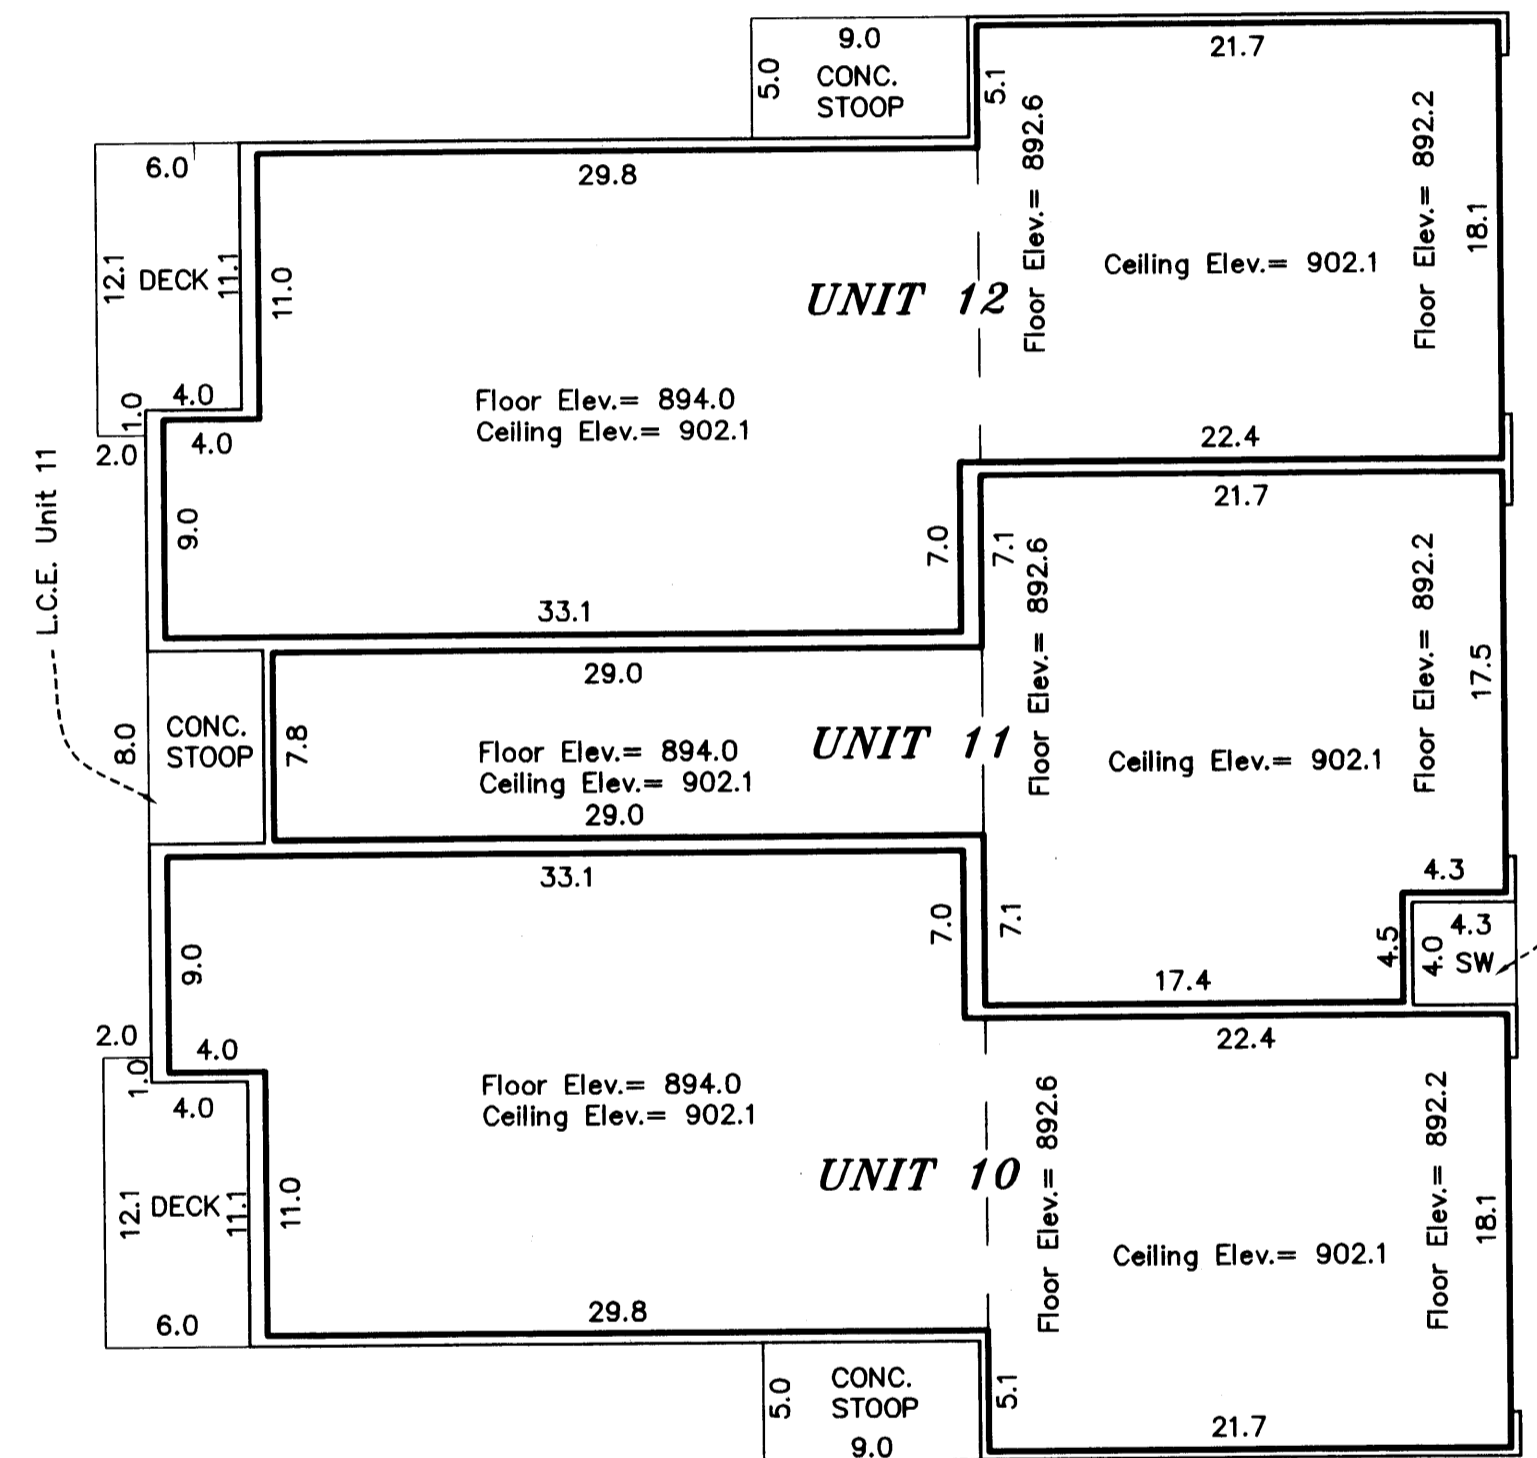 9.0
5.0
CONC.
STOOP
21.7
5.1
Floor Elev.= 892.6
Floor Elev.= 892.2
18.1
6.0
29.8
12.1
DECK
11.1
11.0
UNIT 12
Ceiling Elev.= 902.1
Floor Elev.= 894.0
Ceiling Elev.= 902.1
1.0
4.0
4.0
2.0
22.4
L.C.E. Unit 11
9.0
7.0
7.1
21.7
Floor Elev.= 892.6
Floor Elev.= 892.2
17.5
33.1
29.0
8.0
CONC.
STOOP
7.8
Floor Elev.= 894.0
Ceiling Elev.= 902.1
29.0
UNIT 11
Ceiling Elev.= 902.1
33.1
7.0
7.1
4.3
4.3
4.5
4.0
SW
17.4
9.0
2.0
1.0
4.0
4.0
22.4
Floor Elev.= 894.0
Ceiling Elev.= 902.1
Floor Elev.= 892.6
Floor Elev.= 892.2
18.1
UNIT 10
12.1
DECK
11.1
11.0
Ceiling Elev.= 902.1
6.0
29.8
5.0
CONC.
STOOP
9.0
5.1
21.7